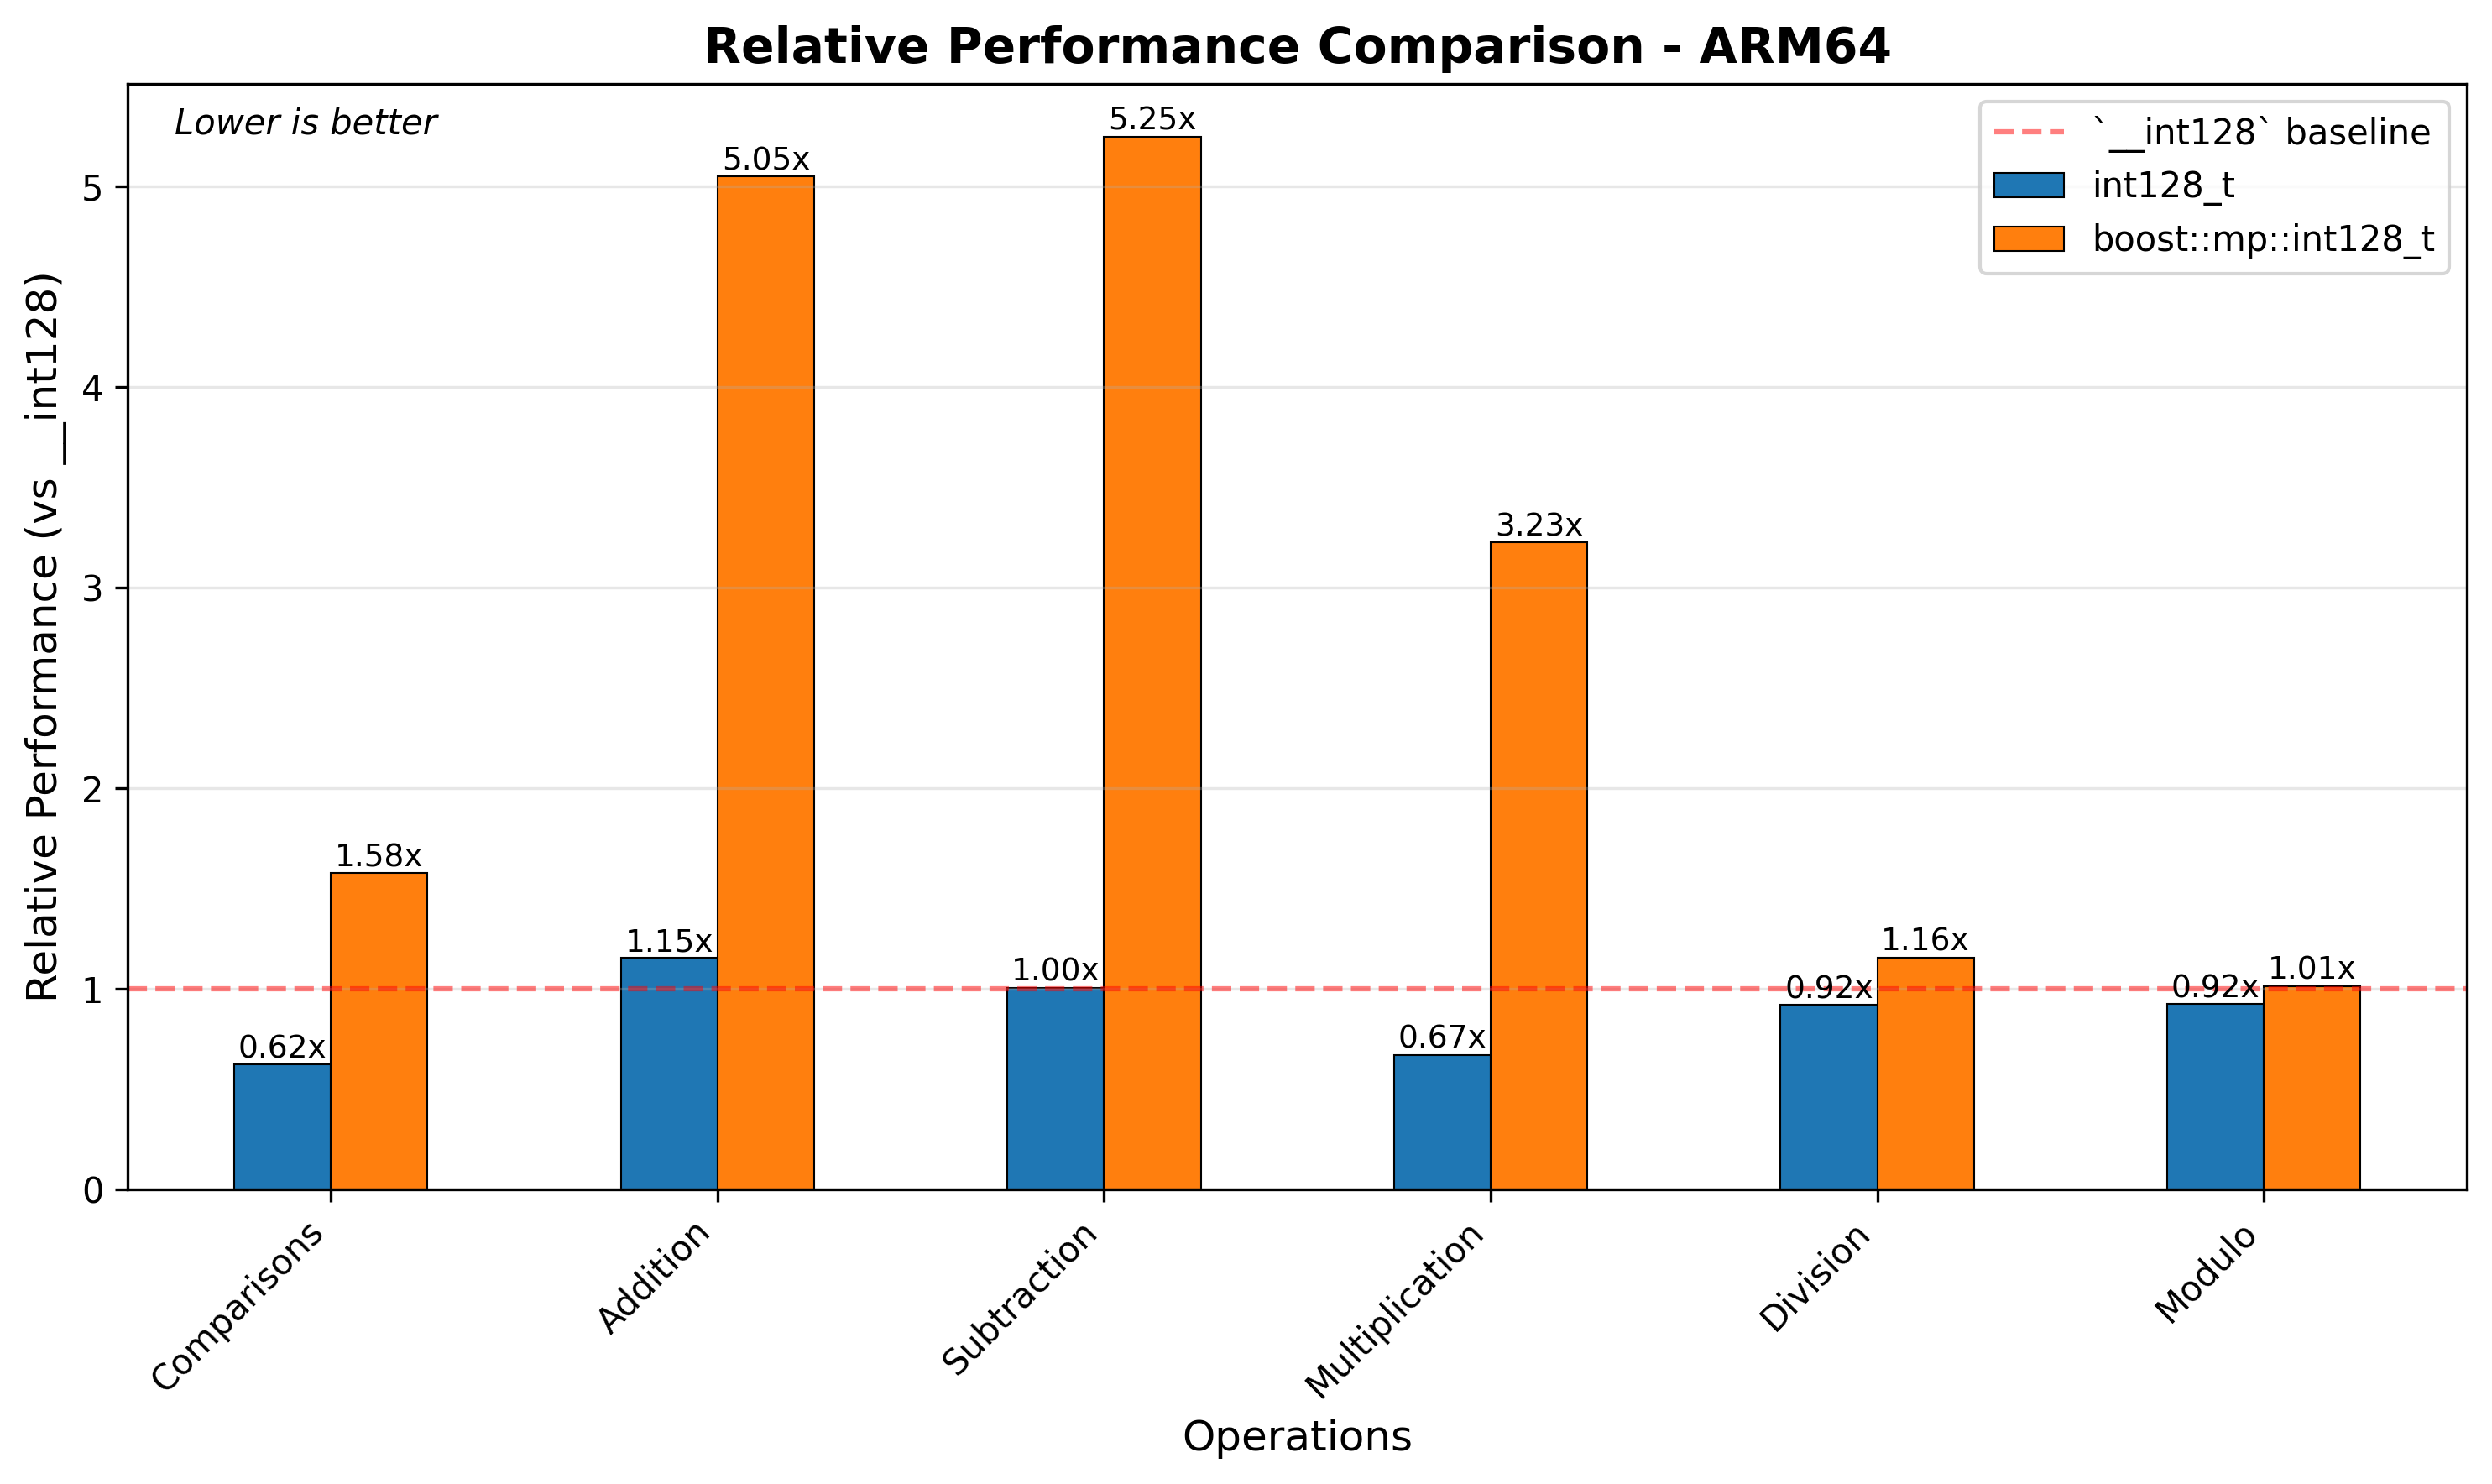 Relative Performance Comparison - ARM64
Lower is better
`__int128` baseline
int128_t
boost::mp::int128_t
Relative Performance (vs __int128)
5
4
3
2
1
0
0.62x
1.58x
1.15x
5.05x
1.00x
5.25x
0.67x
3.23x
0.92x
1.16x
0.92x
1.01x
Comparisons
Addition
Subtraction
Multiplication
Division
Modulo
Operations